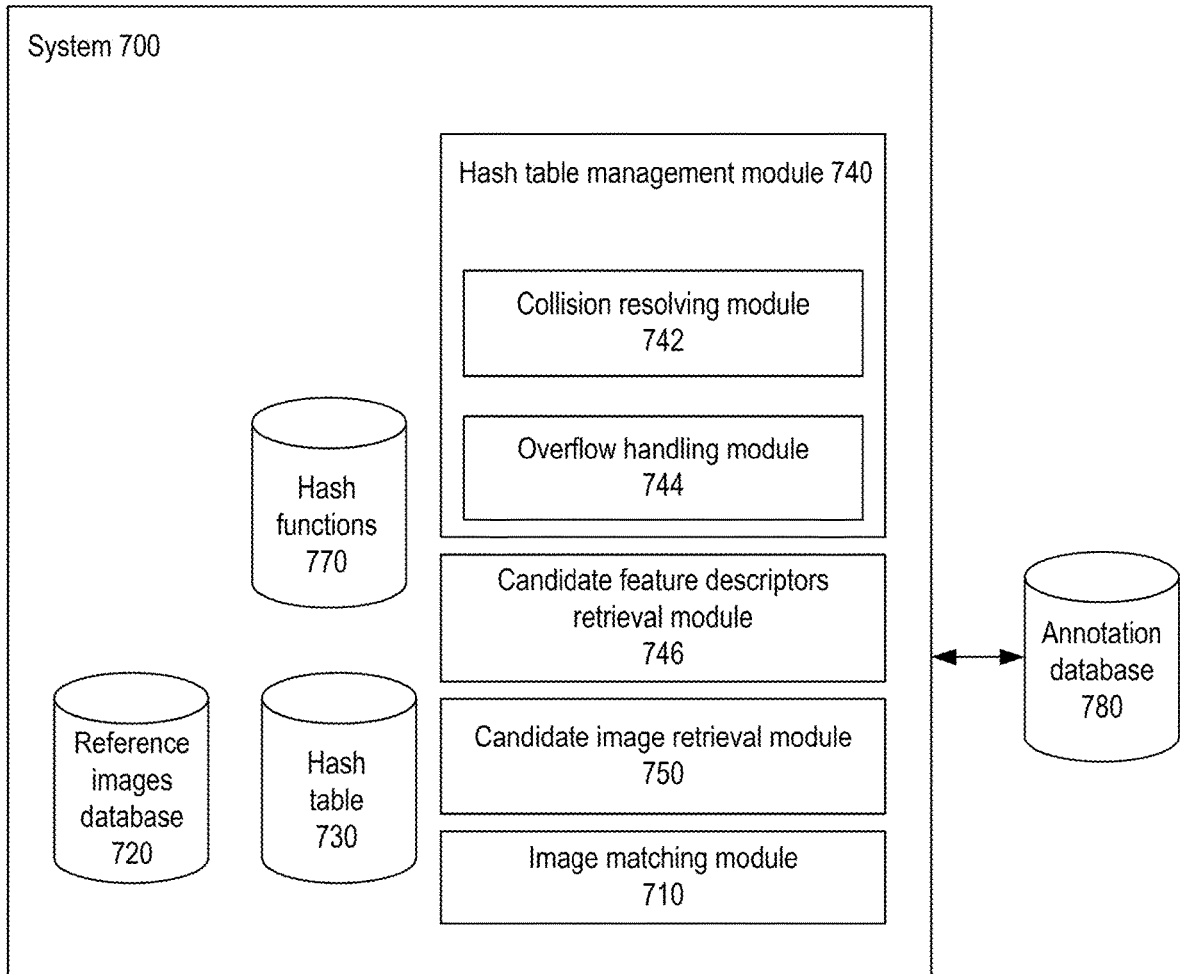 System 700
Hash table management module 740
Collision resolving module
742
Overflow handling module
744
Hash
functions
770
Candidate feature descriptors
retrieval module
746
Annotation
database
780
Reference
images
database
720
Hash
table
730
Candidate image retrieval module
750
Image matching module
710